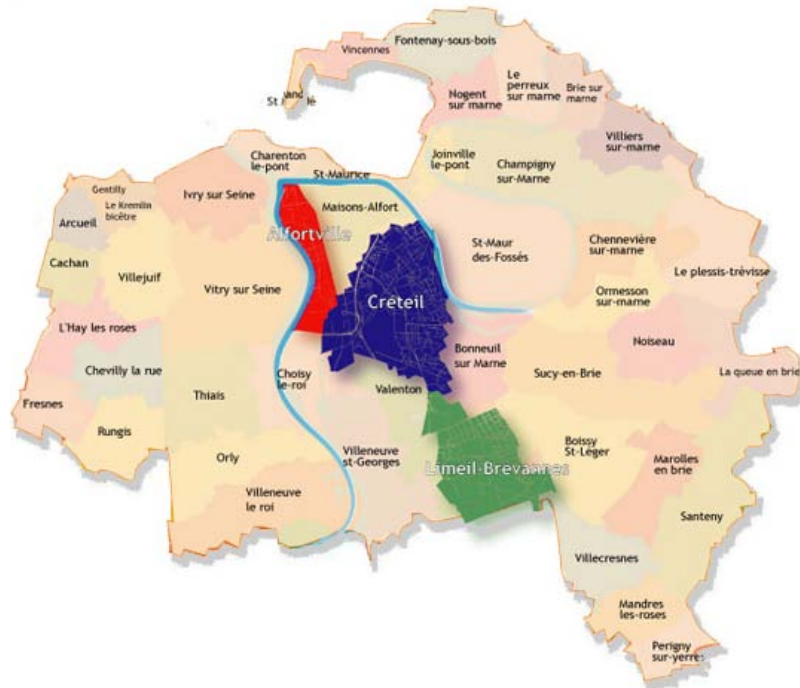 Fontenay-sous-bois
Vincennes
Le
perreux
sur marne
Brie sur
marne
Nogent
sur marne
Villiers
sur-marne
Charenton
le-pont
St-Maurice
Joinville
le-pont
Champigny
sur-Marne
Gentilly
Le Kremlin
bicêtre
Ivry sur Seine
Maisons-Alfort
Arcueil
Alfortville
St-Maur
des-Fossés
Chennevière
sur-marne
Cachan
Villejuif
Vitry sur Seine
Le plessis-trévisse
Créteil
Ormesson
sur-marne
L'Hay les roses
Noiseau
Bonneuil
sur Marne
Chevilly la rue
Choisy
le-roi
Valenton
Sucy-en-Brie
La queue en brie
Fresnes
Thiais
Rungis
Orly
Villeneuve
st-Georges
Limeil-Brevannes
Boissy
St-Léger
Marolles
en brie
Villeneuve
le roi
Santeny
Villecresnes
Mandres
les-roses
Perigny
sur-yerres